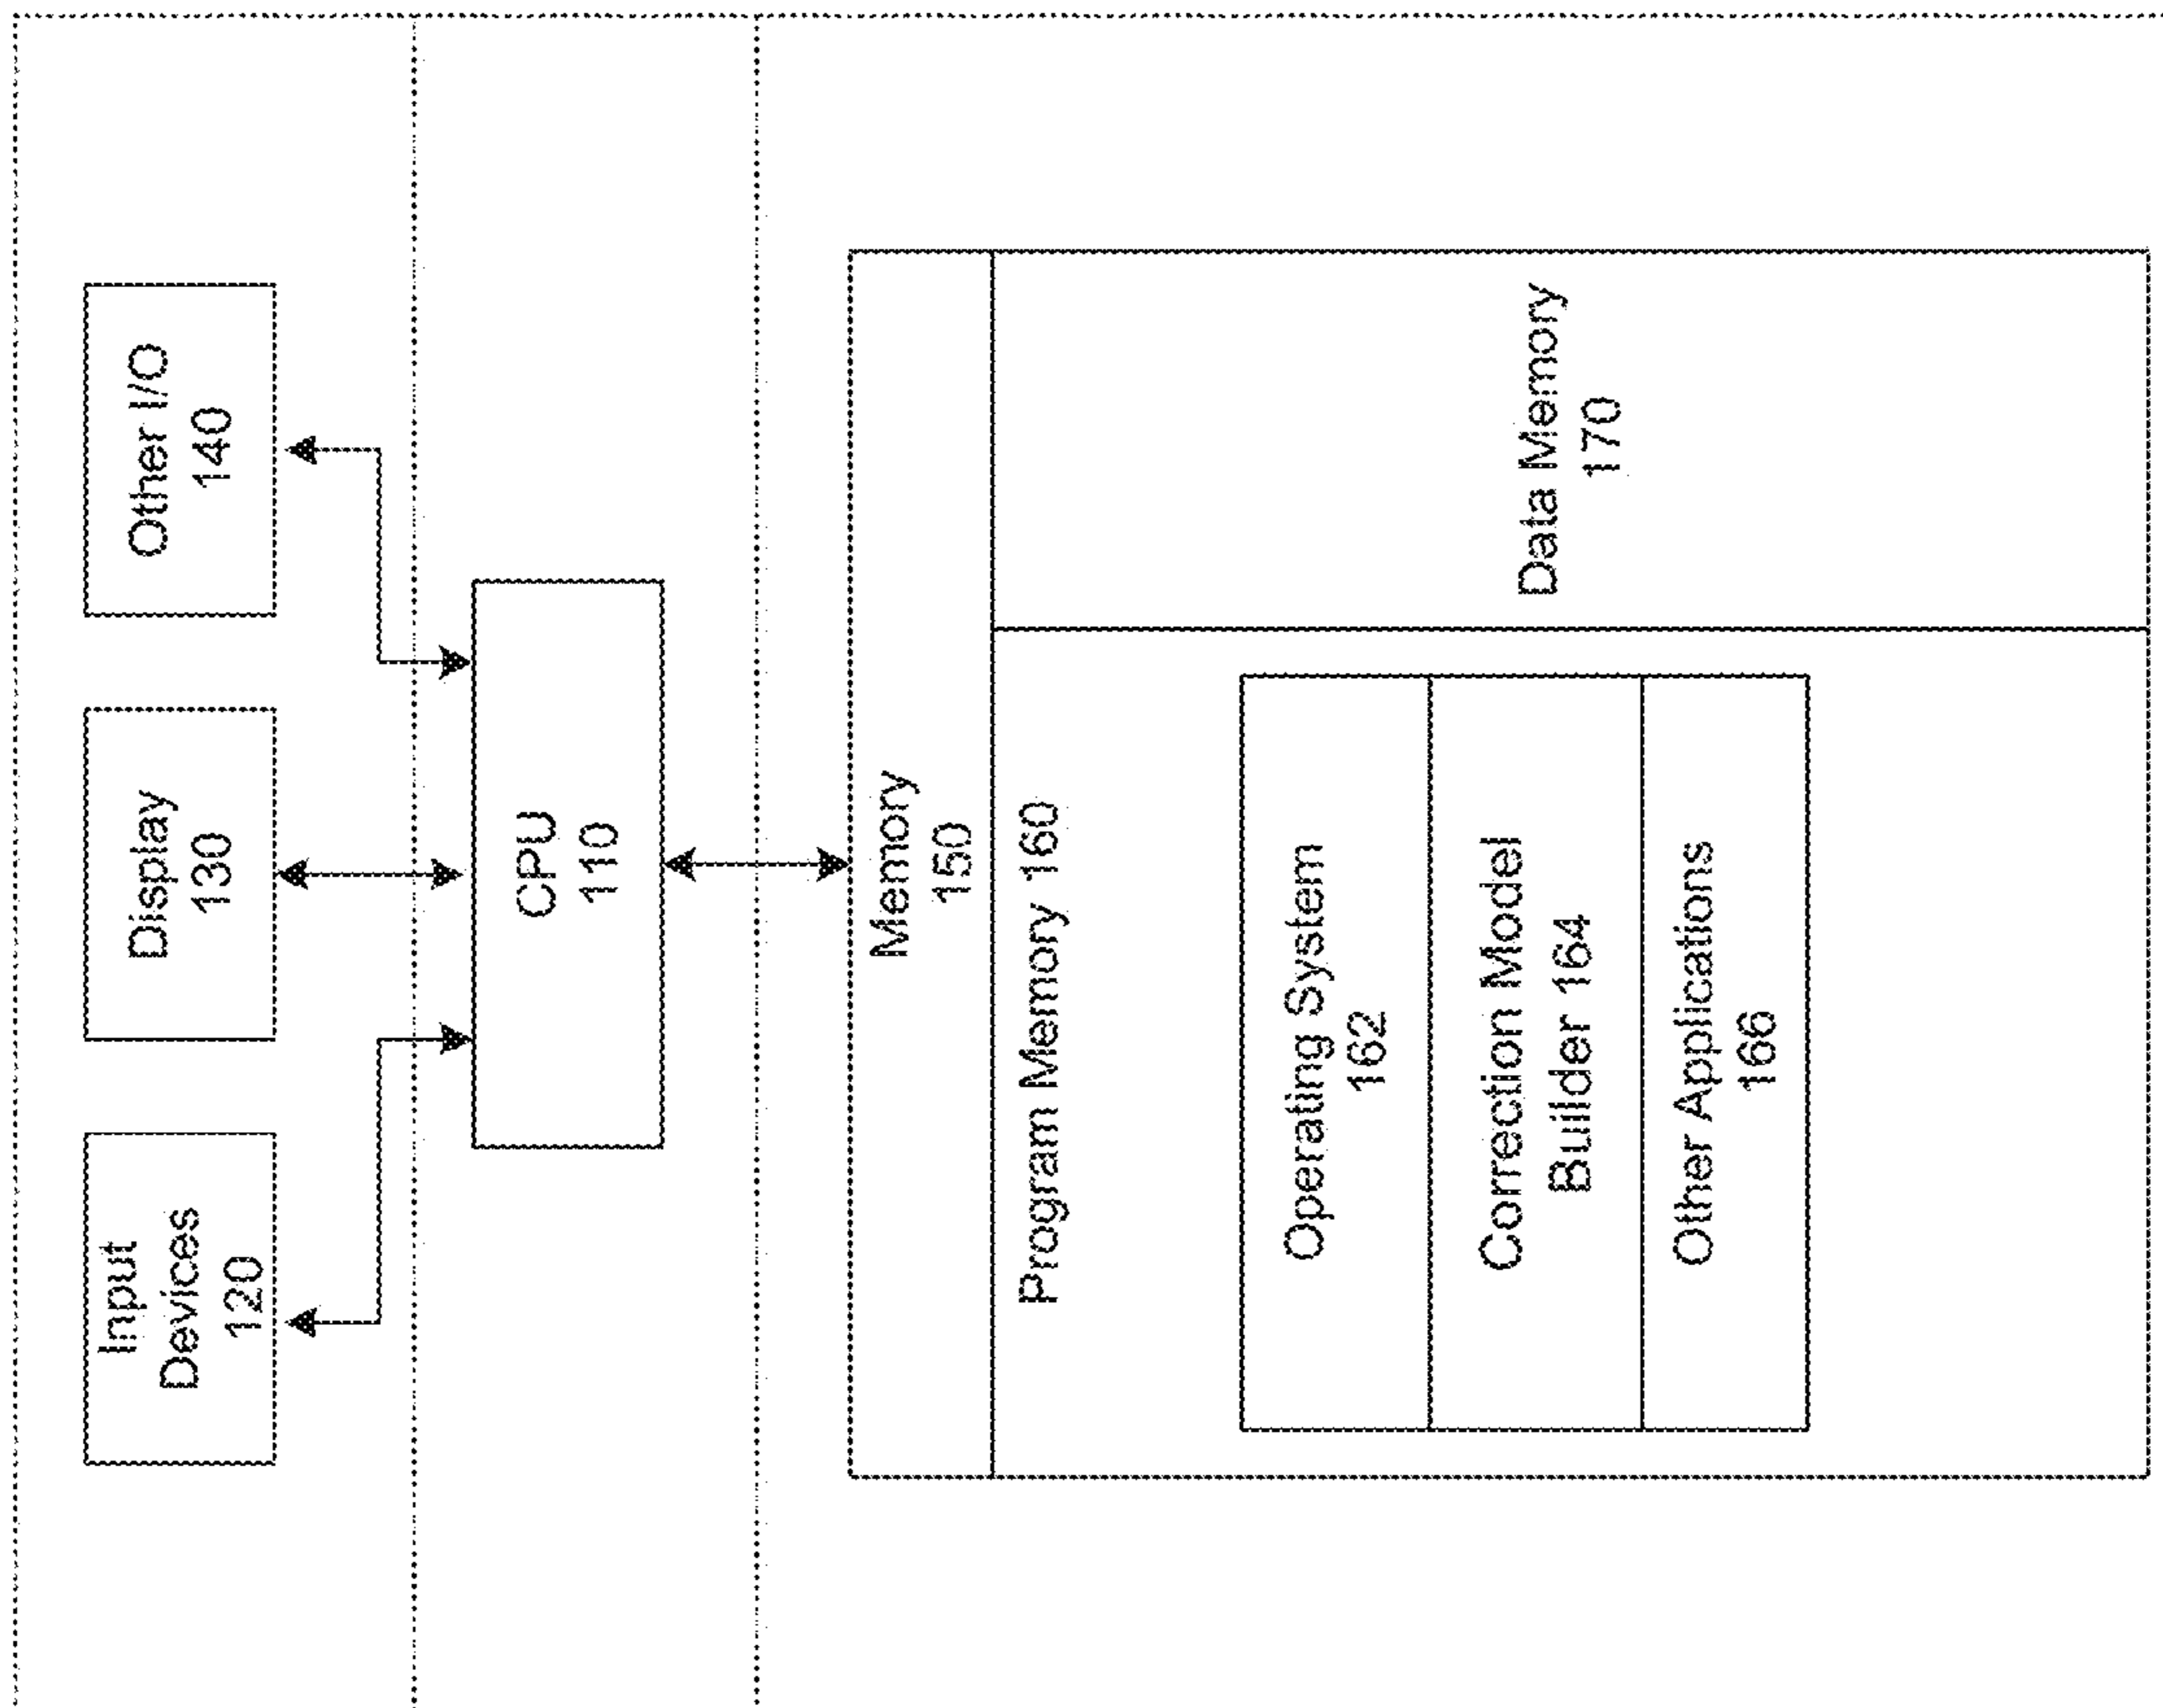 Input
Devices
120
Display
130
Other I/O
140
CPU
110
Memory
150
Program Memory 160
Operating System
162
Correction Model
Builder 164
Other Applications
166
Data Memory
170